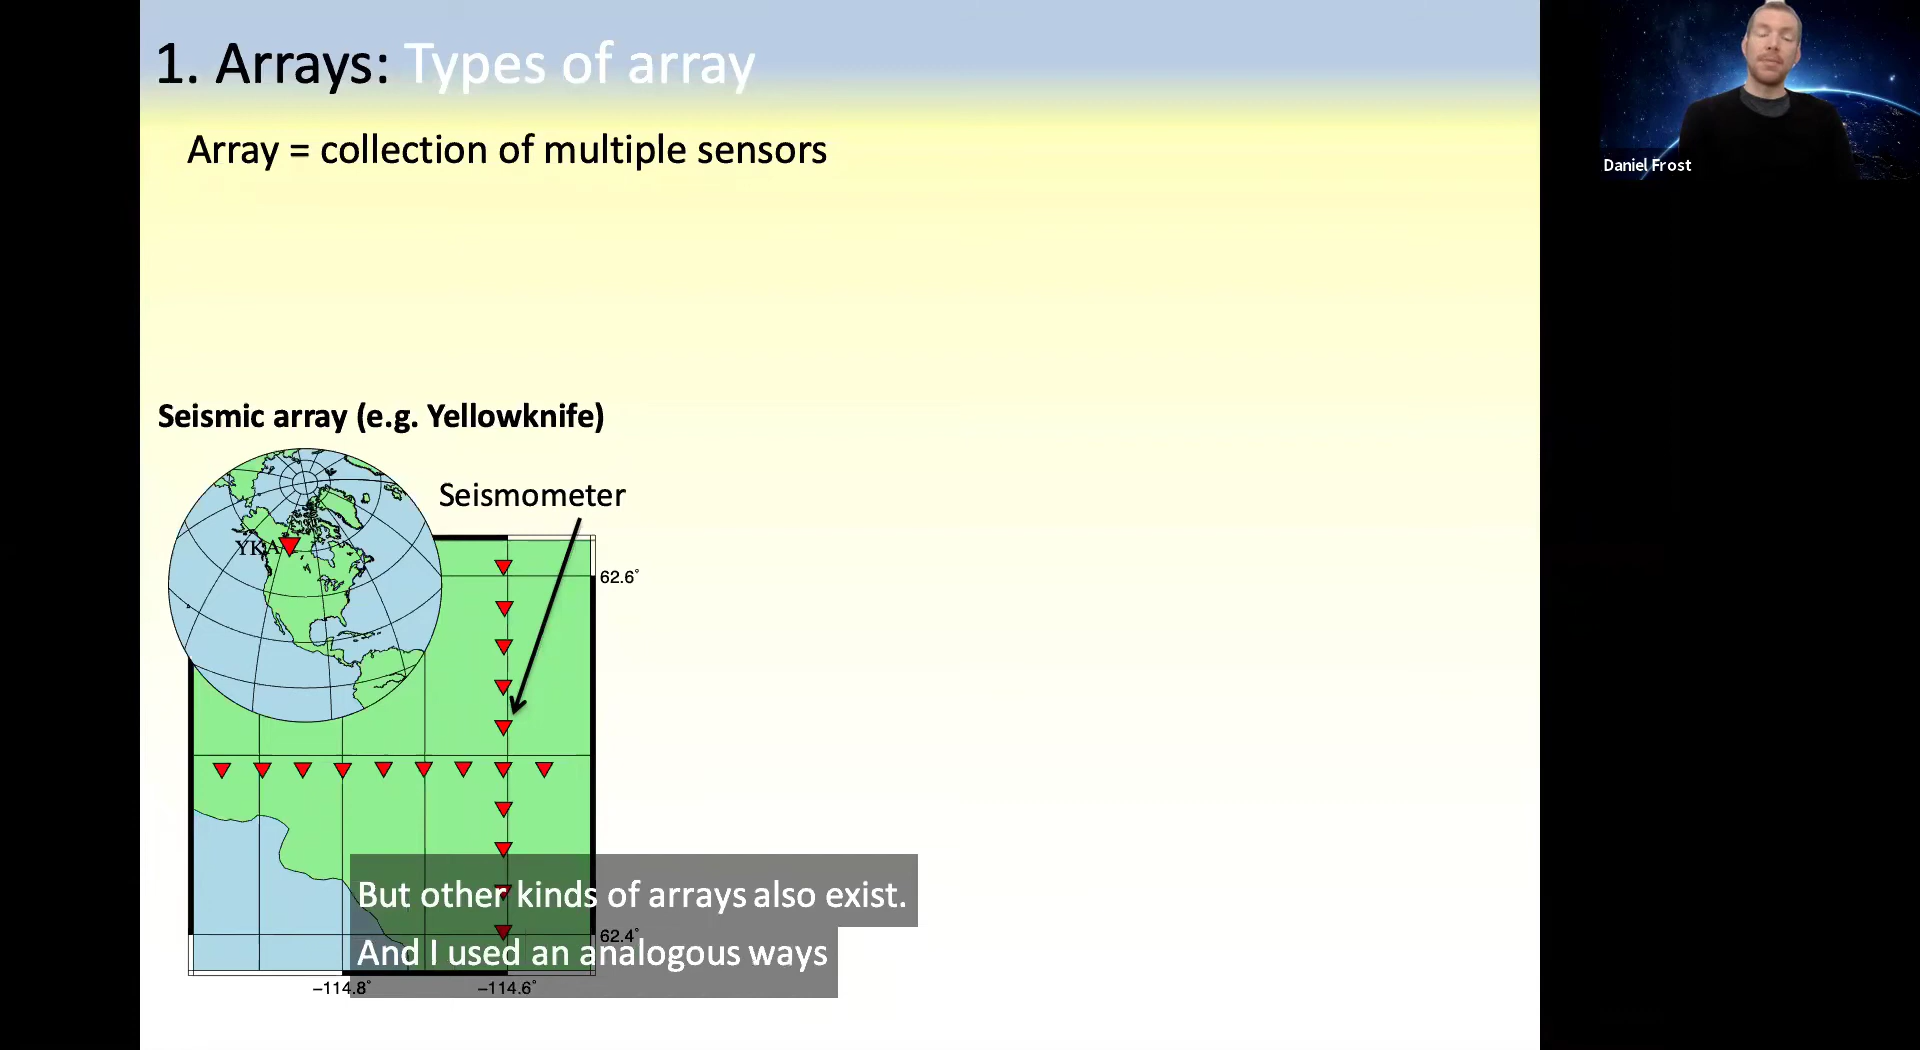 1. Arrays: Types of array
Array = collection of multiple sensors
Daniel Frost
Seismic array (e.g. Yellowknife)
Seismometer
YKA
62.6°
62.4°
−114.8°
−114.6°
But other kinds of arrays also exist.
And I used an analogous ways